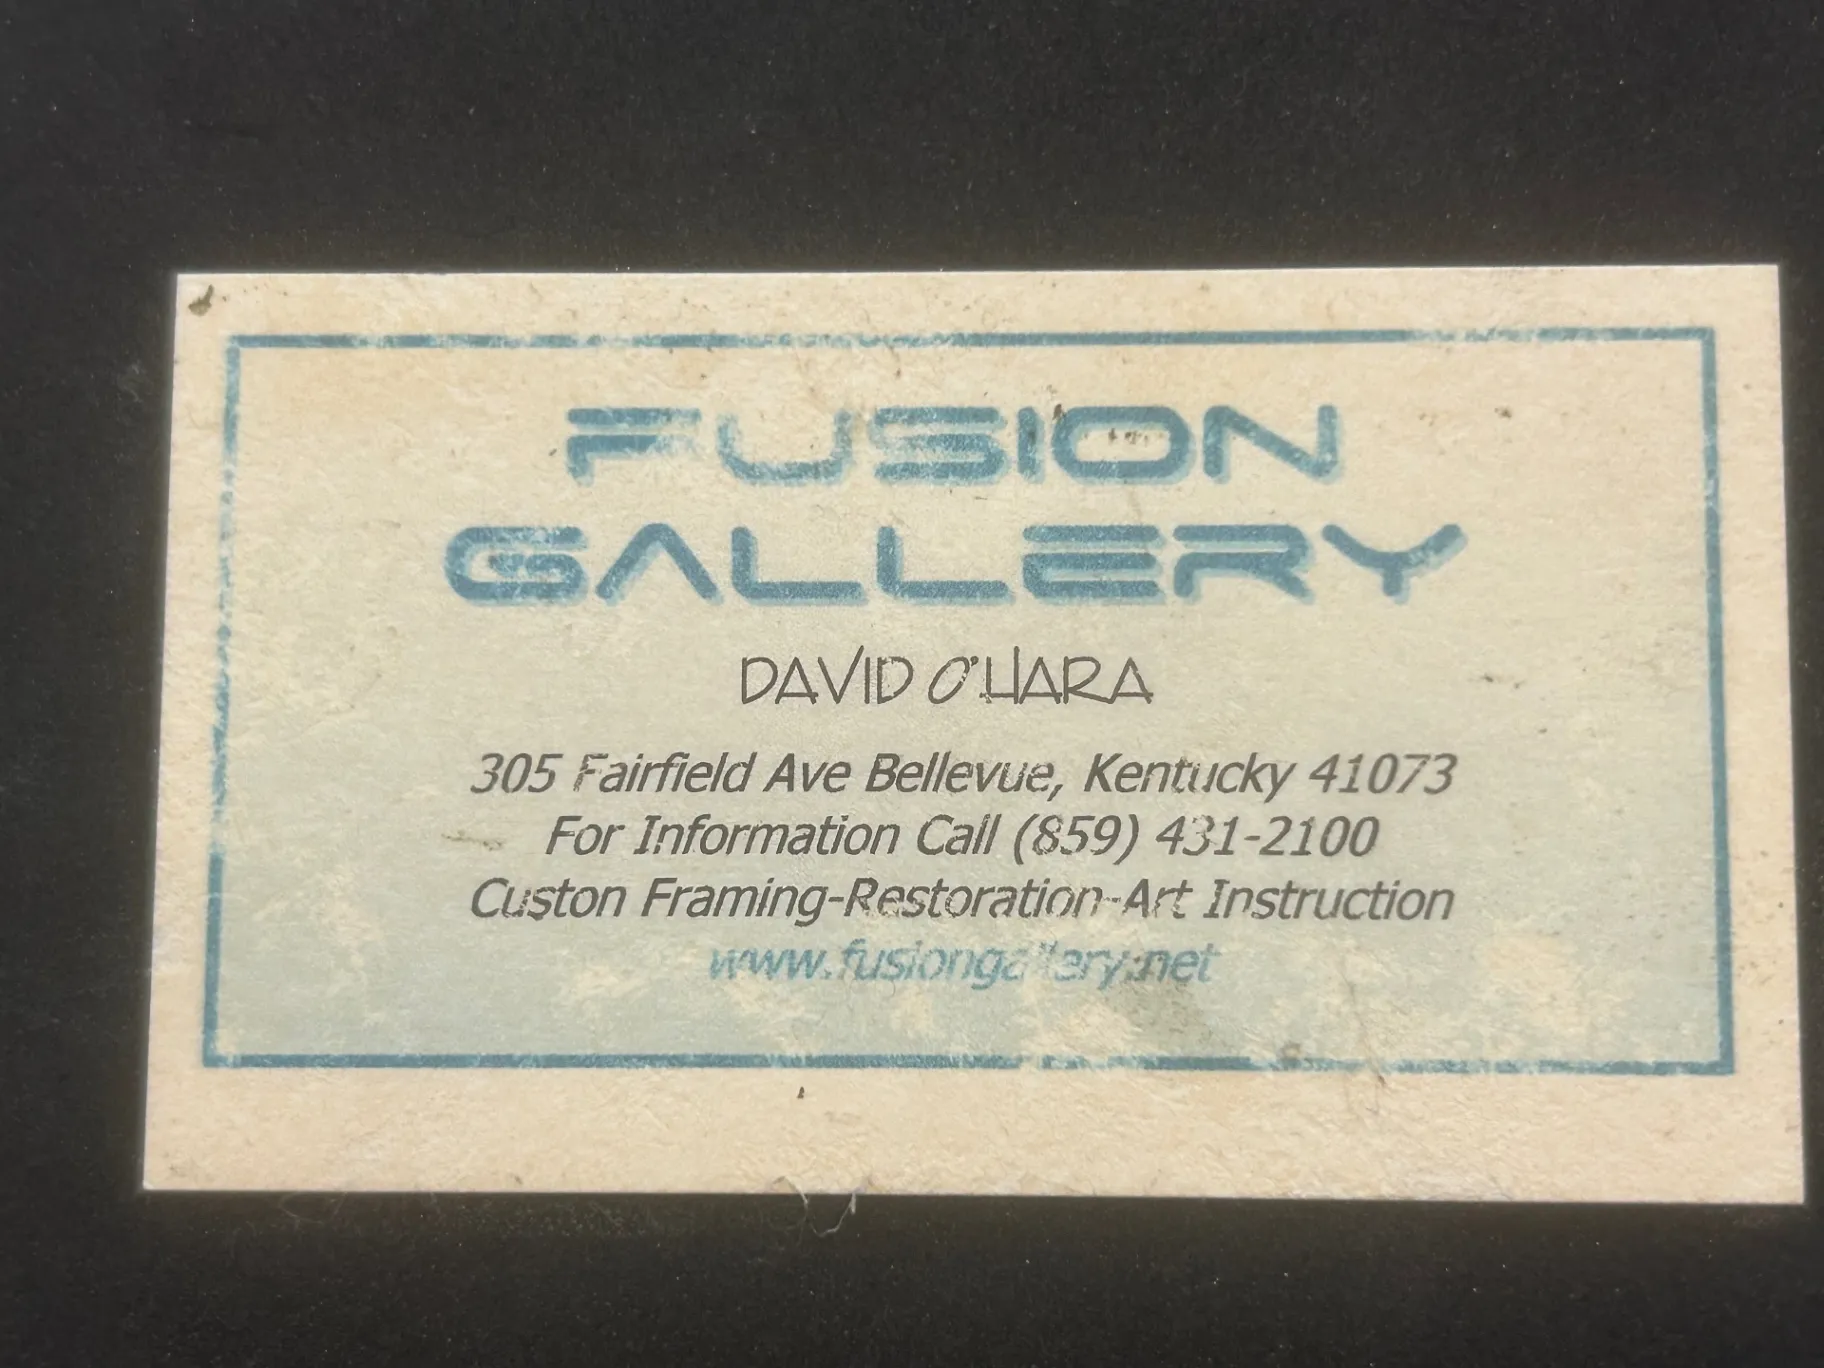 FUSION
GALLERY
DAVID O'HARA
305 Fairfield Ave Bellevue, Kentucky 41073
For Information Call (859) 431-2100
Custon Framing-Restoration-Art Instruction
www.fusiongallery.net